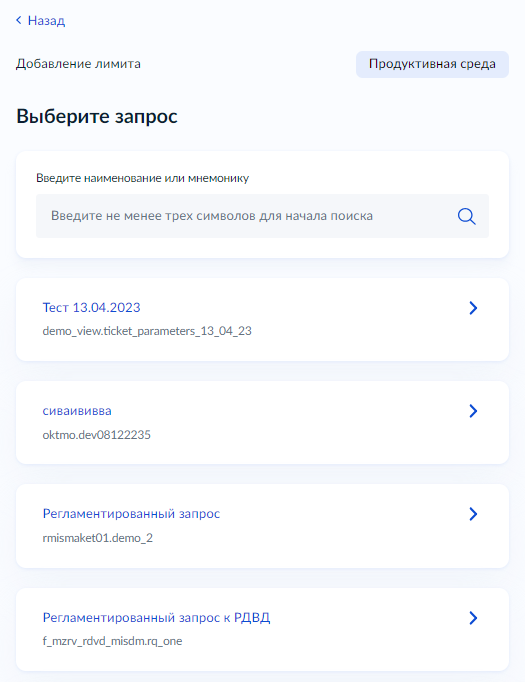 Назад
Добавление лимита
Продуктивная среда
Выберите запрос
Введите наименование или мнемонику
Введите не менее трех символов для начала поиска
Тест 13.04.2023
demo_view.ticket_parameters_13_04_23
сиваививва
oktmo.dev08122235
Регламентированный запрос
rmismaket01.demo_2
Регламентированный запрос к РДВД
f_mzrv_rdvd_misdm.rq_one